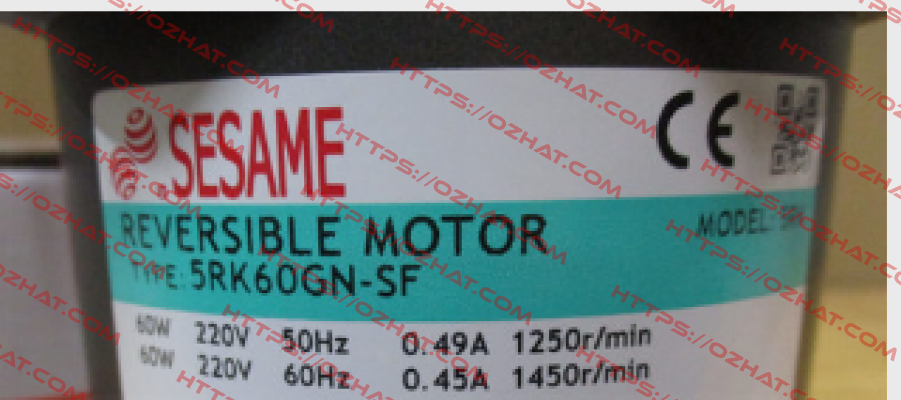 SESAME
CE
REVERSIBLE MOTOR
MODEL:
TYPE: 5RK60GN-SF
60W 220V 50Hz 0.49A 1250r/min
60W 220V 60Hz 0.45A 1450r/min
HTTPS://OZHAT.COM